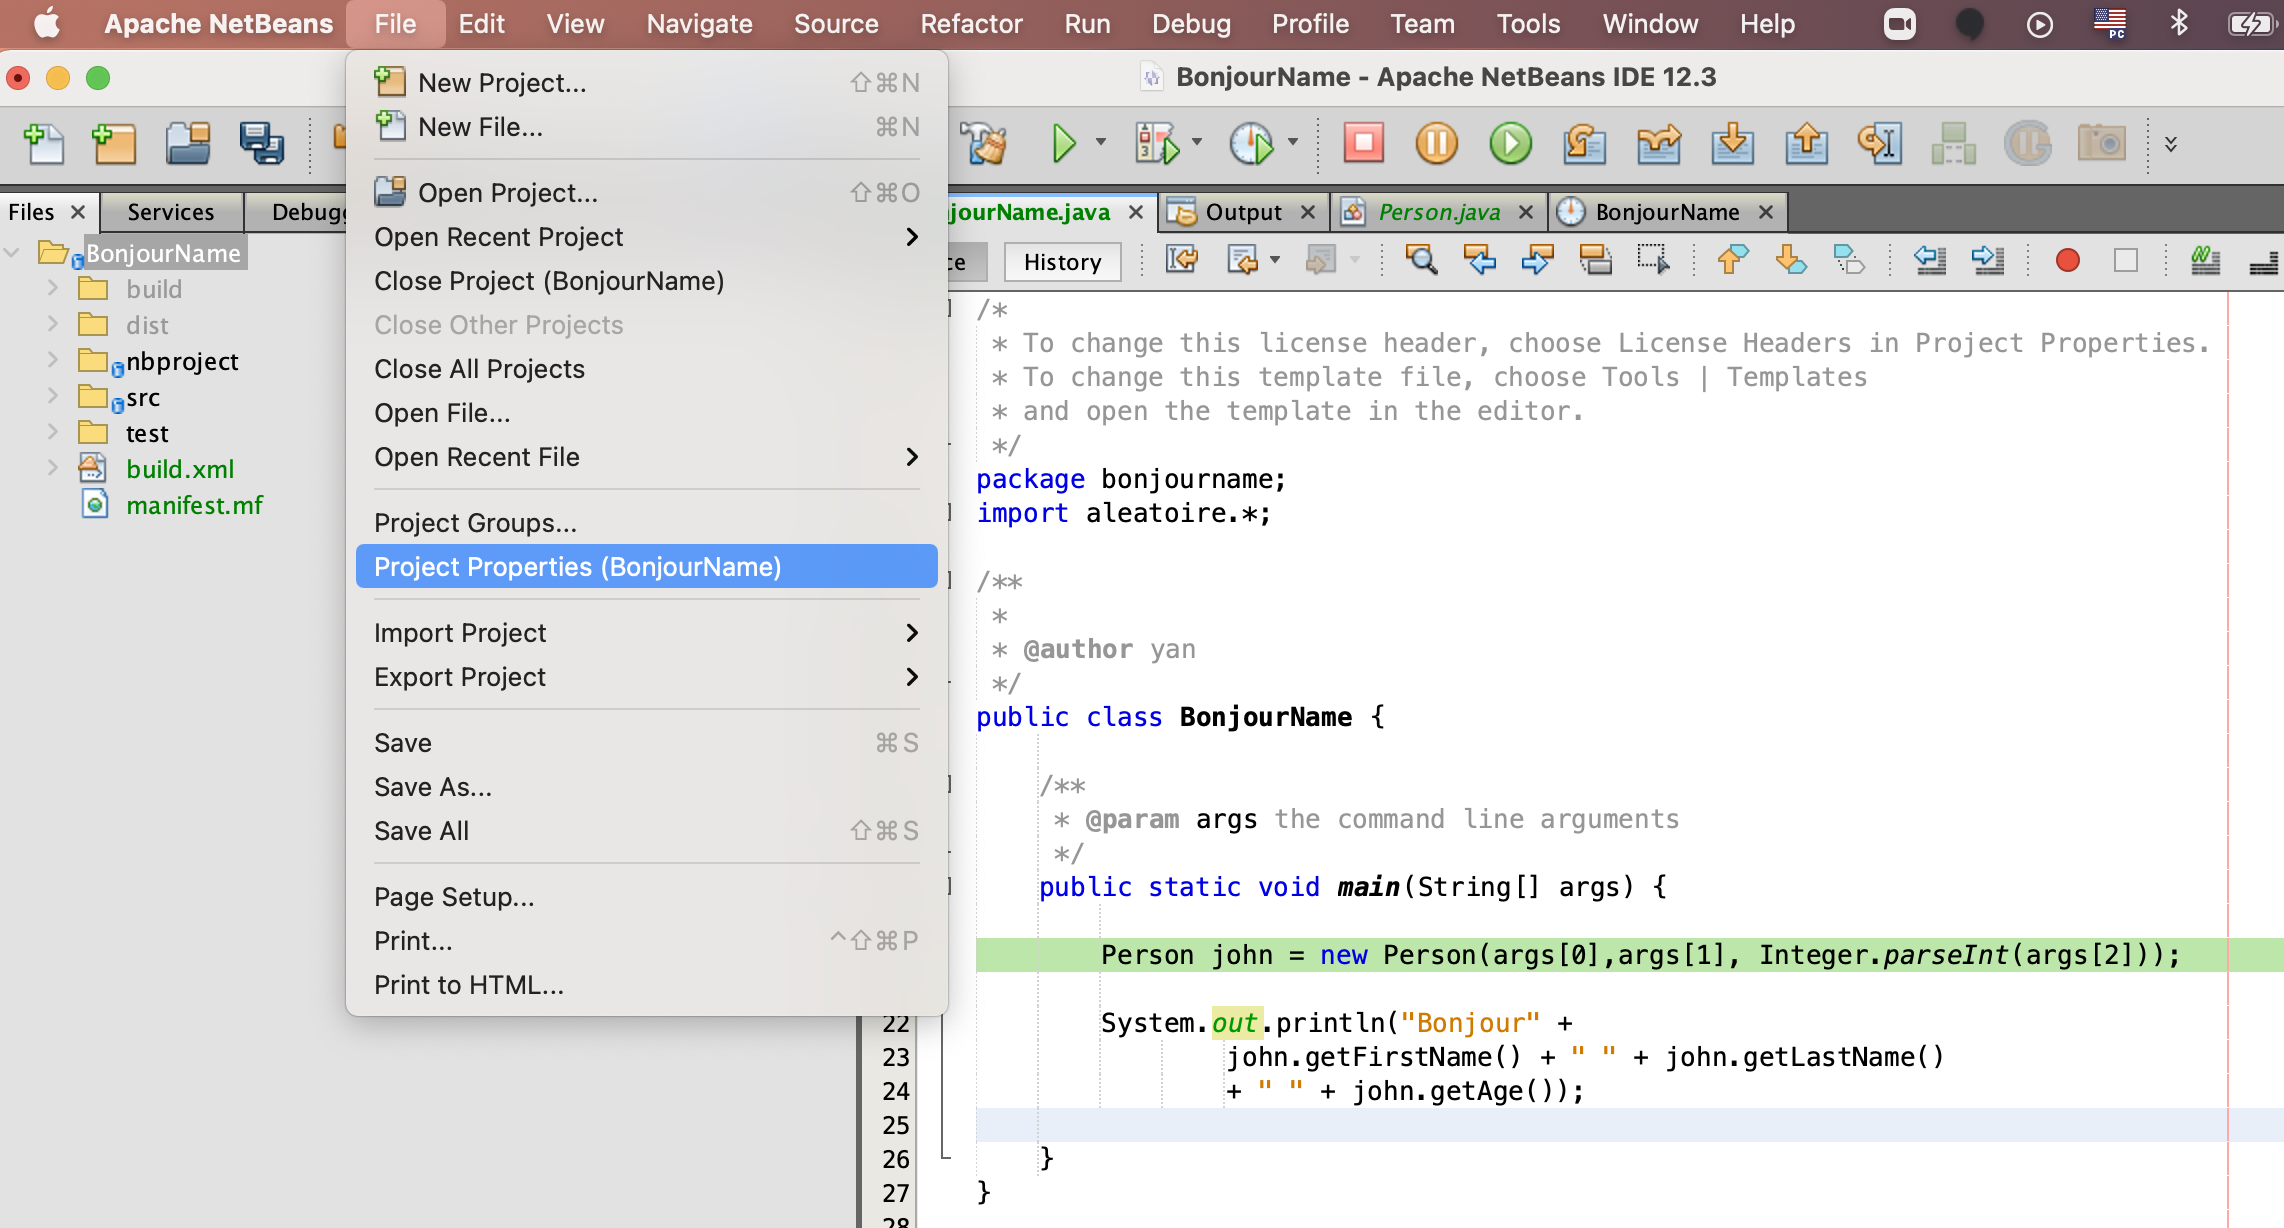 Apache NetBeans File Edit View Navigate Source Refactor Run Debug Profile Team Tools Window Help PC
BonjourName - Apache NetBeans IDE 12.3
New Project... ⇧⌘N
New File... ⌘N
Open Project... ⇧⌘O
Open Recent Project
Close Project (BonjourName)
Close Other Projects
Close All Projects
Open File...
Open Recent File
Project Groups...
Project Properties (BonjourName)
Import Project
Export Project
Save ⌘S
Save As...
Save All ⇧⌘S
Page Setup...
Print... ^⇧⌘P
Print to HTML...
Files Services
BonjourName
build
dist
nbproject
src
test
build.xml
manifest.mf
Output Person.java BonjourName
History
/*
* To change this license header, choose License Headers in Project Properties.
* To change this template file, choose Tools | Templates
* and open the template in the editor.
*/
package bonjourname;
import aleatoire.*;
/**
*
* @author yan
*/
public class BonjourName {
/**
* @param args the command line arguments
*/
public static void main(String[] args) {
Person john = new Person(args[0],args[1], Integer.parseInt(args[2]));
22 System.out.println("Bonjour" +
23 john.getFirstName() + " " + john.getLastName()
24 + " " + john.getAge());
25
26 }
27 }
28